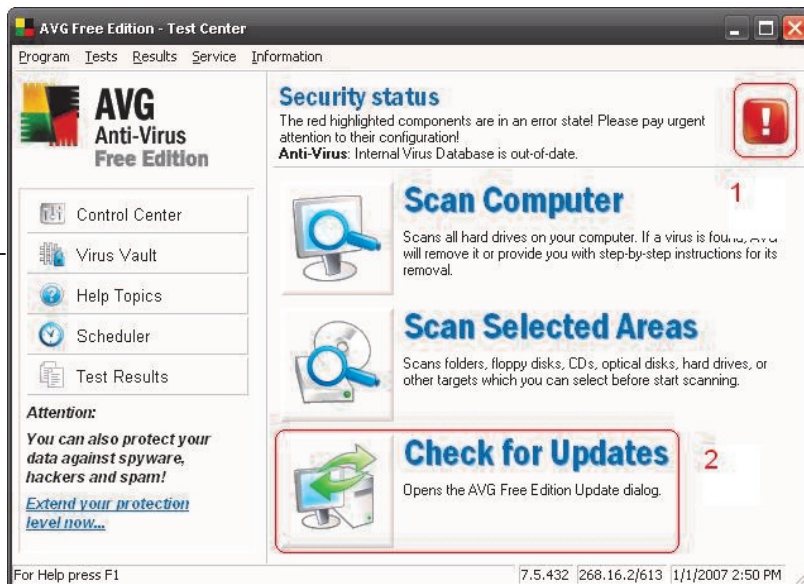 AVG Free Edition - Test Center
Program Tests Results Service Information
AVG
Anti-Virus
Free Edition
Control Center
Virus Vault
Help Topics
Scheduler
Test Results
Attention:
You can also protect your
data against spyware,
hackers and spam!
Extend your protection
level now...
Security status
The red highlighted components are in an error state! Please pay urgent
attention to their configuration!
Anti-Virus: Internal Virus Database is out-of-date.
1
Scan Computer
Scans all hard drives on your computer. If a virus is found, AVG
will remove it or provide you with step-by-step instructions for its
removal.
Scan Selected Areas
Scans folders, floppy disks, CDs, optical disks, hard drives, or
other targets which you can select before start scanning.
Check for Updates
2
Opens the AVG Free Edition Update dialog.
For Help press F1
7.5.432 268.16.2/613 1/1/2007 2:50 PM